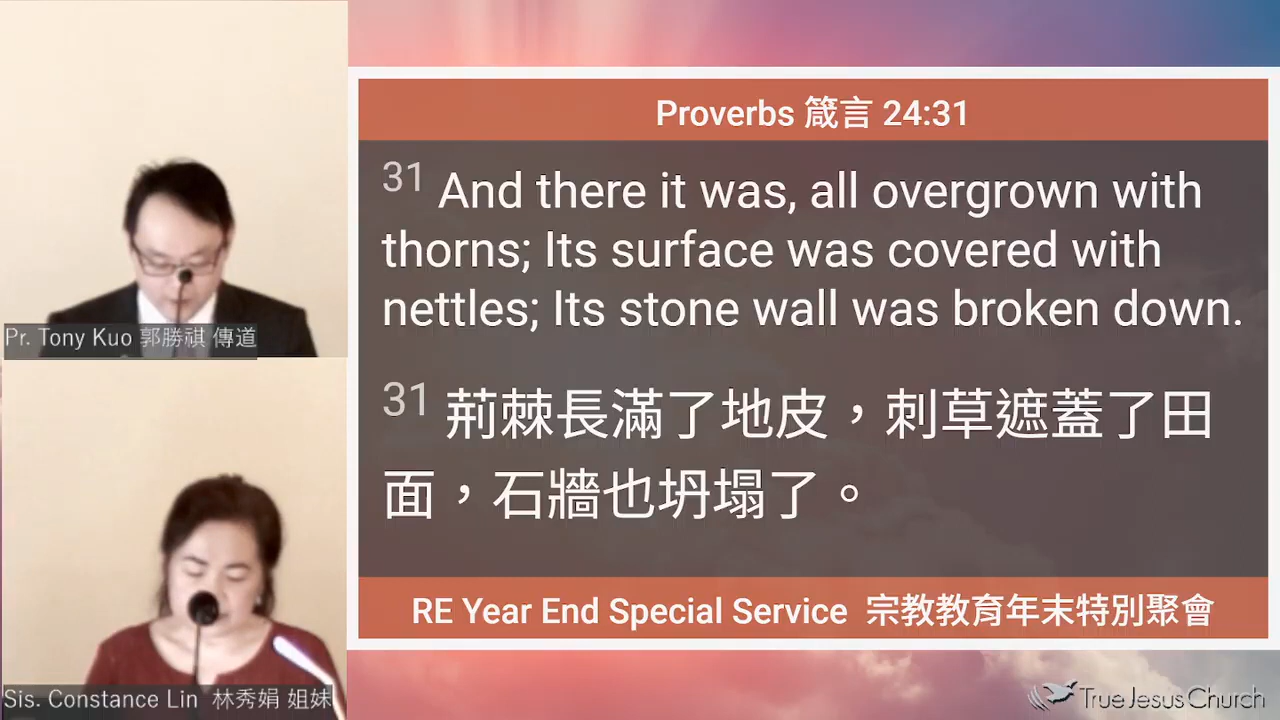 Pr. Tony Kuo 郭勝祺 傳道
Sis. Constance Lin 林秀娟 姐妹
Proverbs 箴言 24:31
31 And there it was, all overgrown with
thorns; Its surface was covered with
nettles; Its stone wall was broken down.
31 荊棘長滿了地皮，刺草遮蓋了田
面，石牆也坍塌了。
RE Year End Special Service 宗教教育年末特別聚會
True Jesus Church